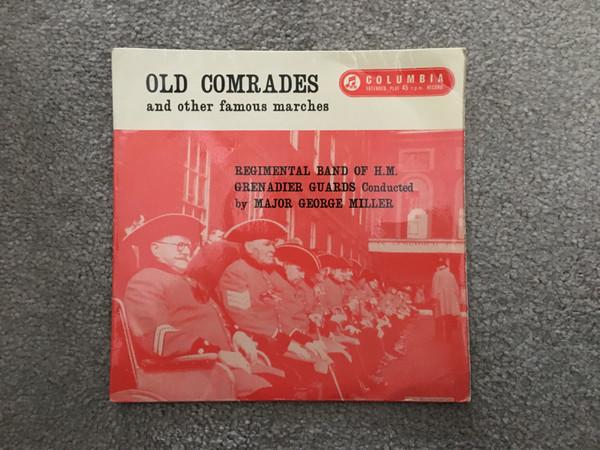 OLD COMRADES
and other famous marches
COLUMBIA
EXTENDED PLAY 45 r.p.m. RECORD
REGIMENTAL BAND OF H.M.
GRENADIER GUARDS Conducted
by MAJOR GEORGE MILLER